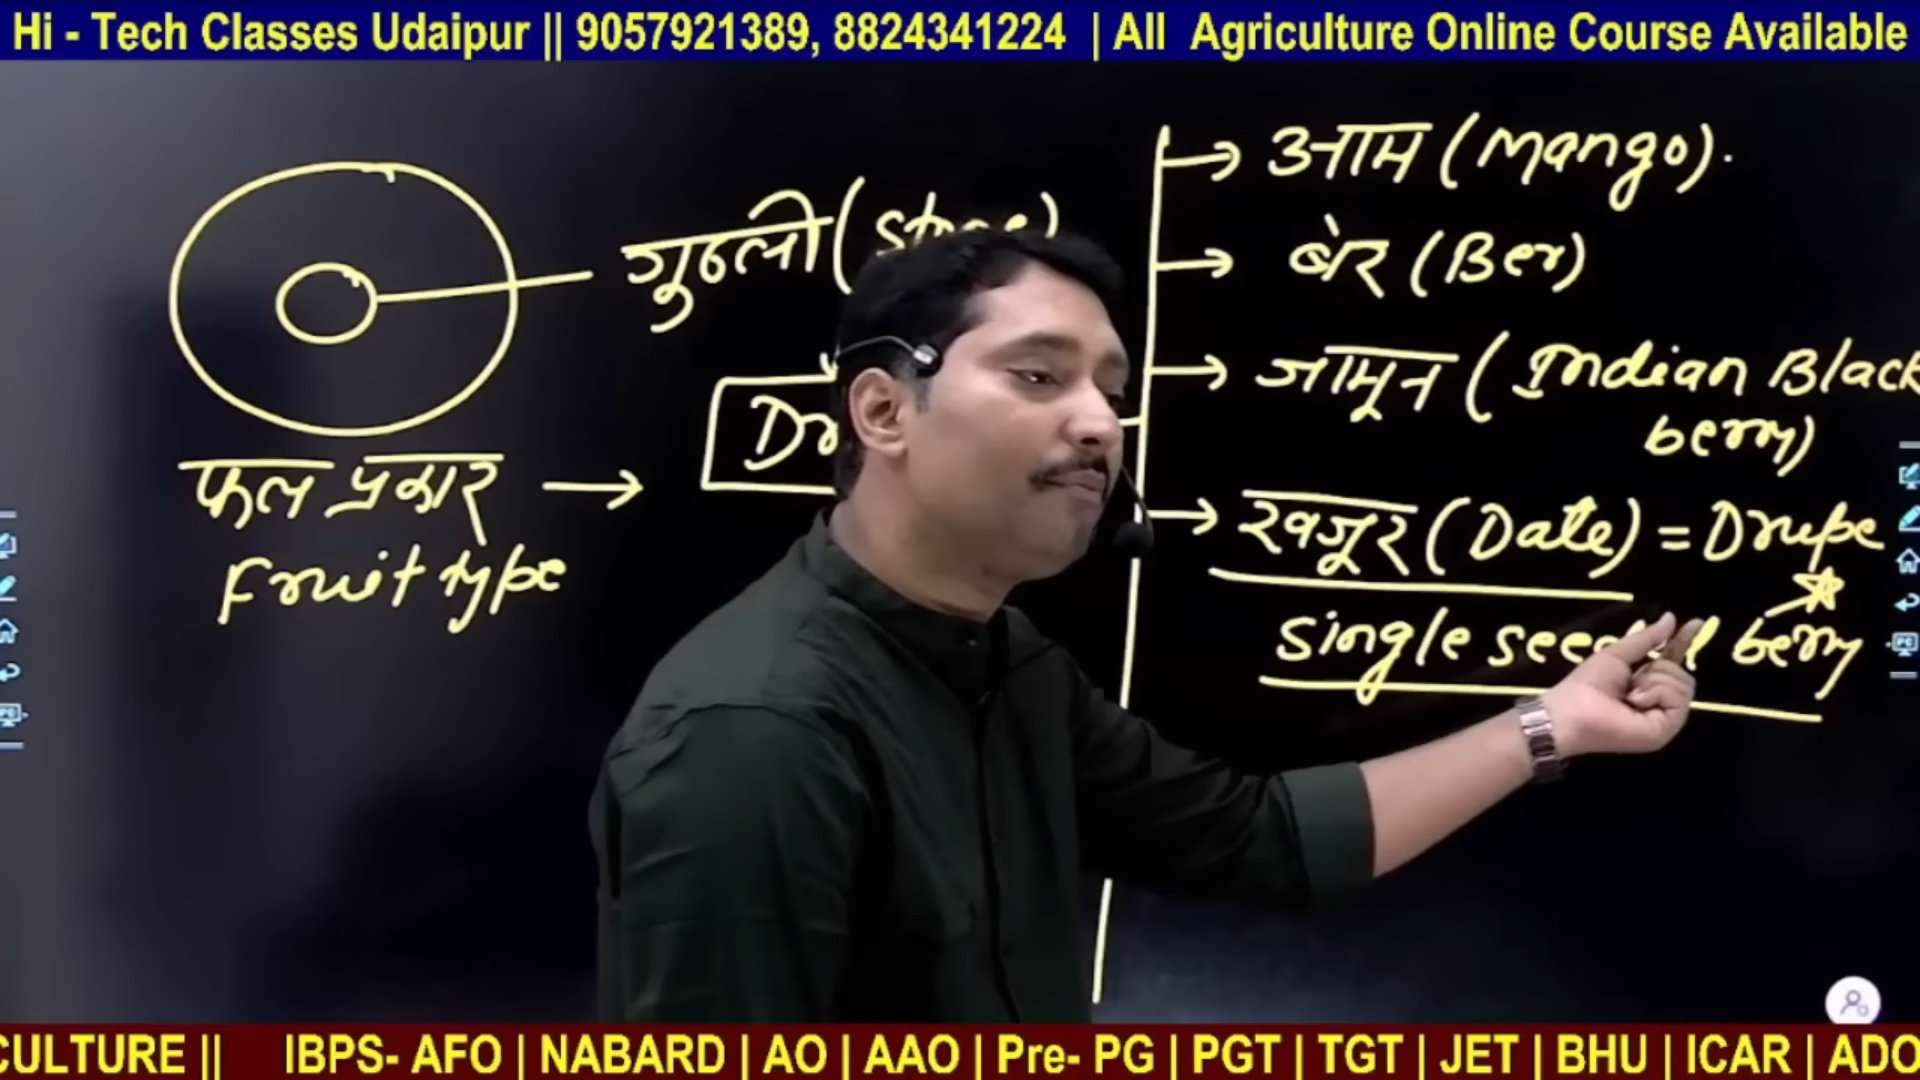 Hi - Tech Classes Udaipur || 9057921389, 8824341224 | All Agriculture Online Course Available
गुठली (Stone)
फल प्रकार →
Fruit type
→ आम (Mango).
→ बेर (Ber)
→ जामून (Indian Black
berry)
→ खजूर (Date) = Drupe
Single seeded berry
CULTURE || IBPS- AFO | NABARD | AO | AAO | Pre- PG | PGT | TGT | JET | BHU | ICAR | ADO